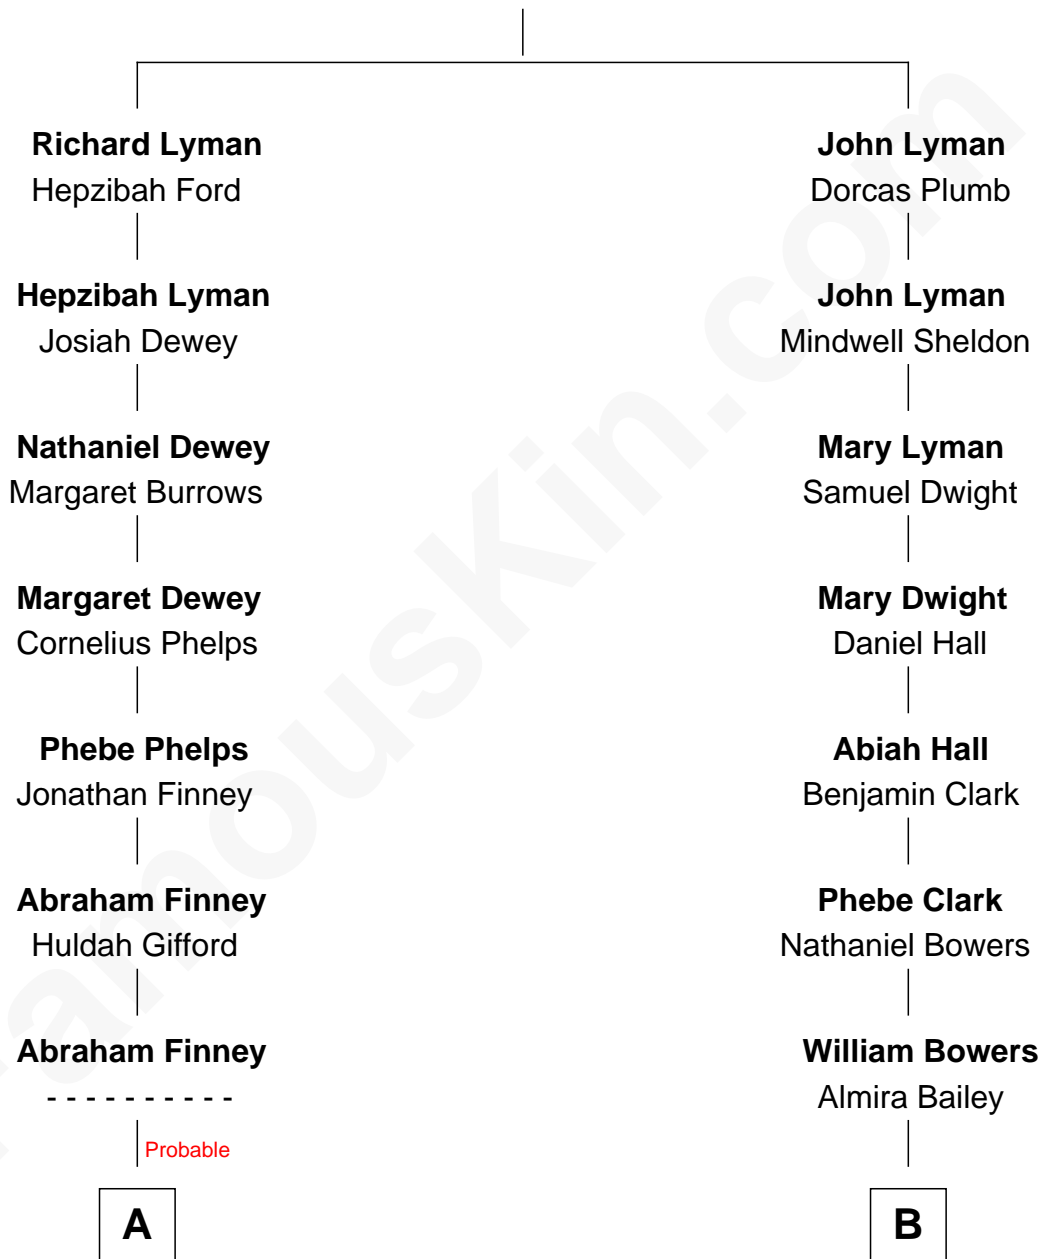 Richard Lyman
Hepzibah Ford
John Lyman
Dorcas Plumb
Hepzibah Lyman
Josiah Dewey
John Lyman
Mindwell Sheldon
Nathaniel Dewey
Margaret Burrows
Mary Lyman
Samuel Dwight
Margaret Dewey
Cornelius Phelps
Mary Dwight
Daniel Hall
Phebe Phelps
Jonathan Finney
Abiah Hall
Benjamin Clark
Abraham Finney
Huldah Gifford
Phebe Clark
Nathaniel Bowers
Abraham Finney
- - - - - - - - - -
William Bowers
Almira Bailey
Probable
A
B
FamousKin.com